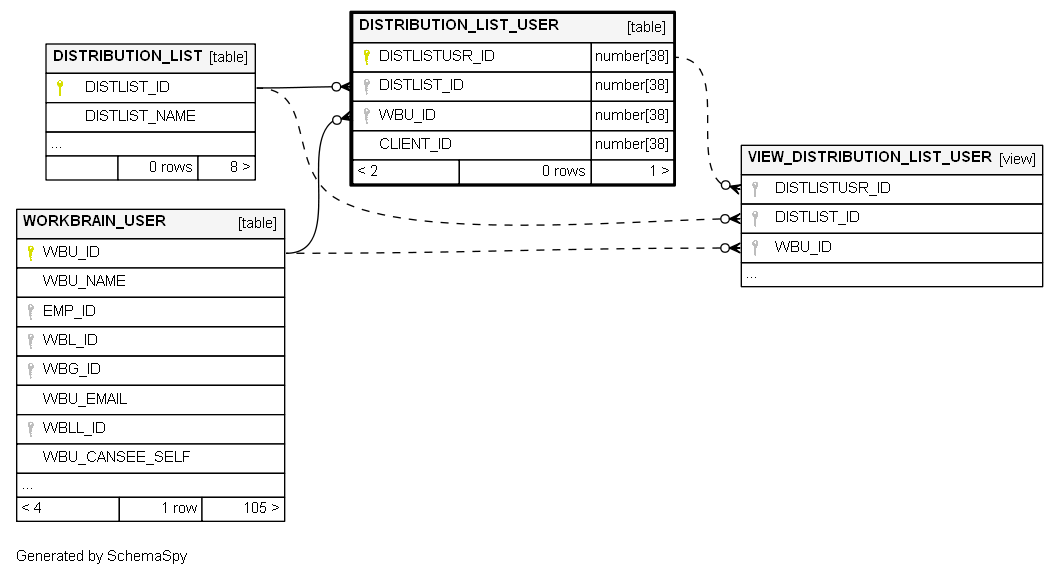 DISTRIBUTION_LIST_USER [table]
DISTLISTUSR_ID number[38]
DISTLIST_ID number[38]
WBU_ID number[38]
CLIENT_ID number[38]
< 2 0 rows 1 >
DISTRIBUTION_LIST [table]
DISTLIST_ID
DISTLIST_NAME
...
0 rows 8 >
VIEW_DISTRIBUTION_LIST_USER [view]
DISTLISTUSR_ID
DISTLIST_ID
WBU_ID
...
WORKBRAIN_USER [table]
WBU_ID
WBU_NAME
EMP_ID
WBL_ID
WBG_ID
WBU_EMAIL
WBLL_ID
WBU_CANSEE_SELF
...
< 4 1 row 105 >
Generated by SchemaSpy